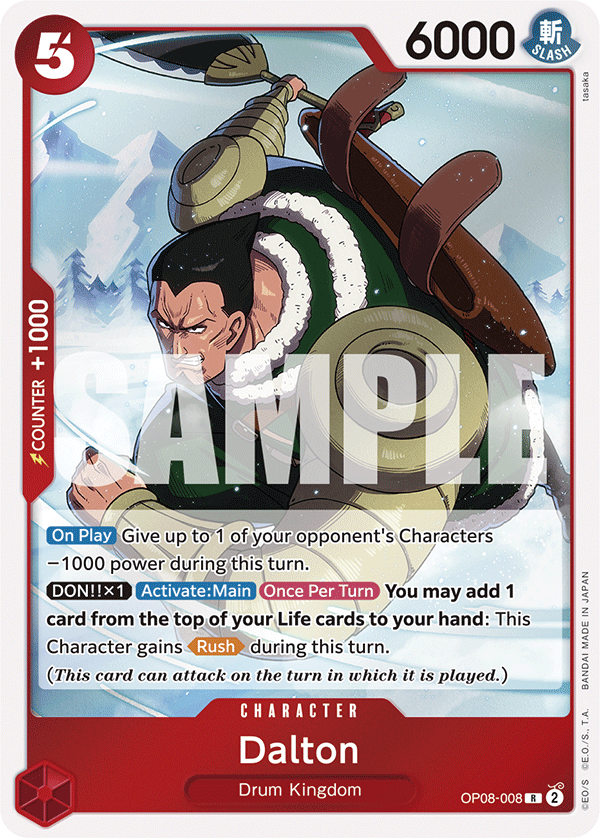 5
6000
斬
SLASH
tasaka
COUNTER +1000
SAMPLE
On Play Give up to 1 of your opponent's Characters
−1000 power during this turn.
DON!!×1 Activate:Main Once Per Turn You may add 1
card from the top of your Life cards to your hand: This
Character gains Rush during this turn.
(This card can attack on the turn in which it is played.)
CHARACTER
Dalton
Drum Kingdom
OP08-008 R 2
©EO/S ©E.O./S., T.A. BANDAI MADE IN JAPAN